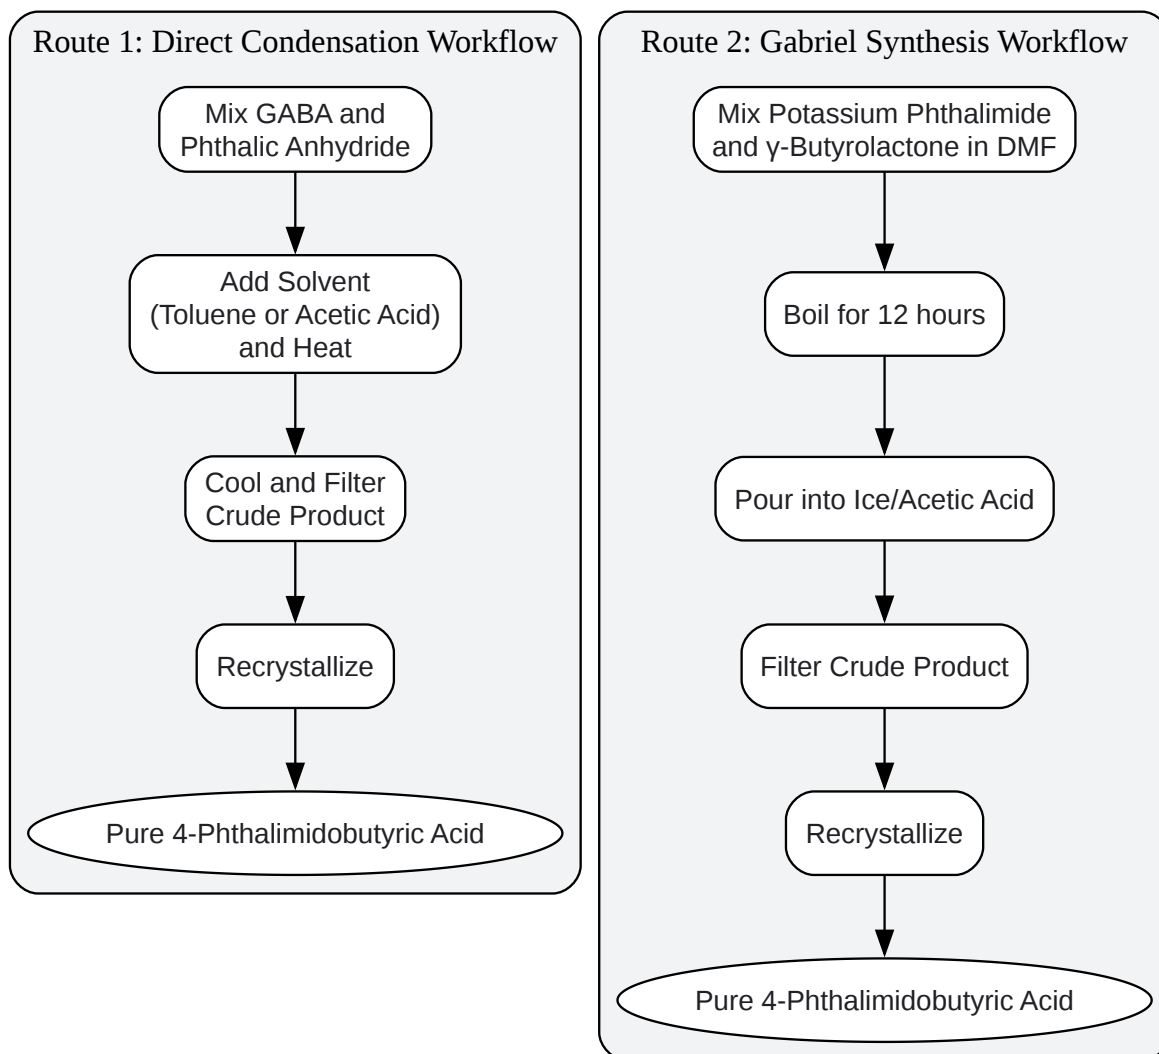 Route 1: Direct Condensation Workflow
Mix GABA and
Phthalic Anhydride
Add Solvent
(Toluene or Acetic Acid)
and Heat
Cool and Filter
Crude Product
Recrystallize
Pure 4-Phthalimidobutyric Acid
Route 2: Gabriel Synthesis Workflow
Mix Potassium Phthalimide
and γ-Butyrolactone in DMF
Boil for 12 hours
Pour into Ice/Acetic Acid
Filter Crude Product
Recrystallize
Pure 4-Phthalimidobutyric Acid